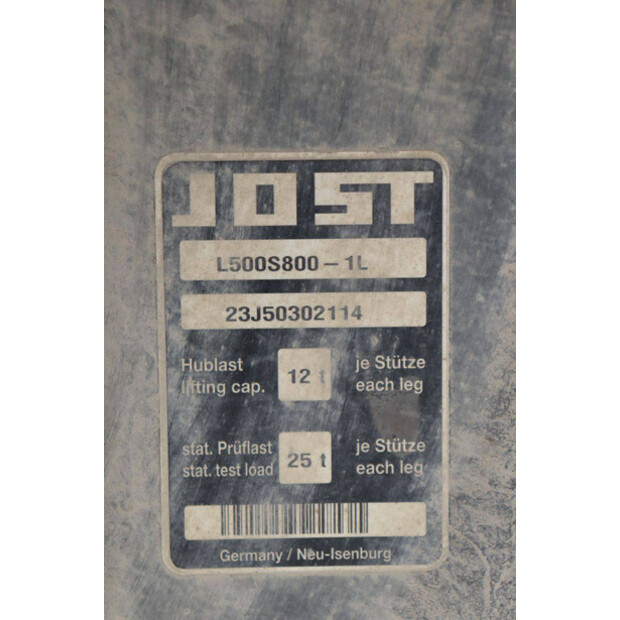 JOST
L500S800 – 1L
23J50302114
Hublast 12 t je Stütze
lifting cap. each leg
stat. Prüflast 25 t je Stütze
stat. test load each leg
Germany / Neu-Isenburg